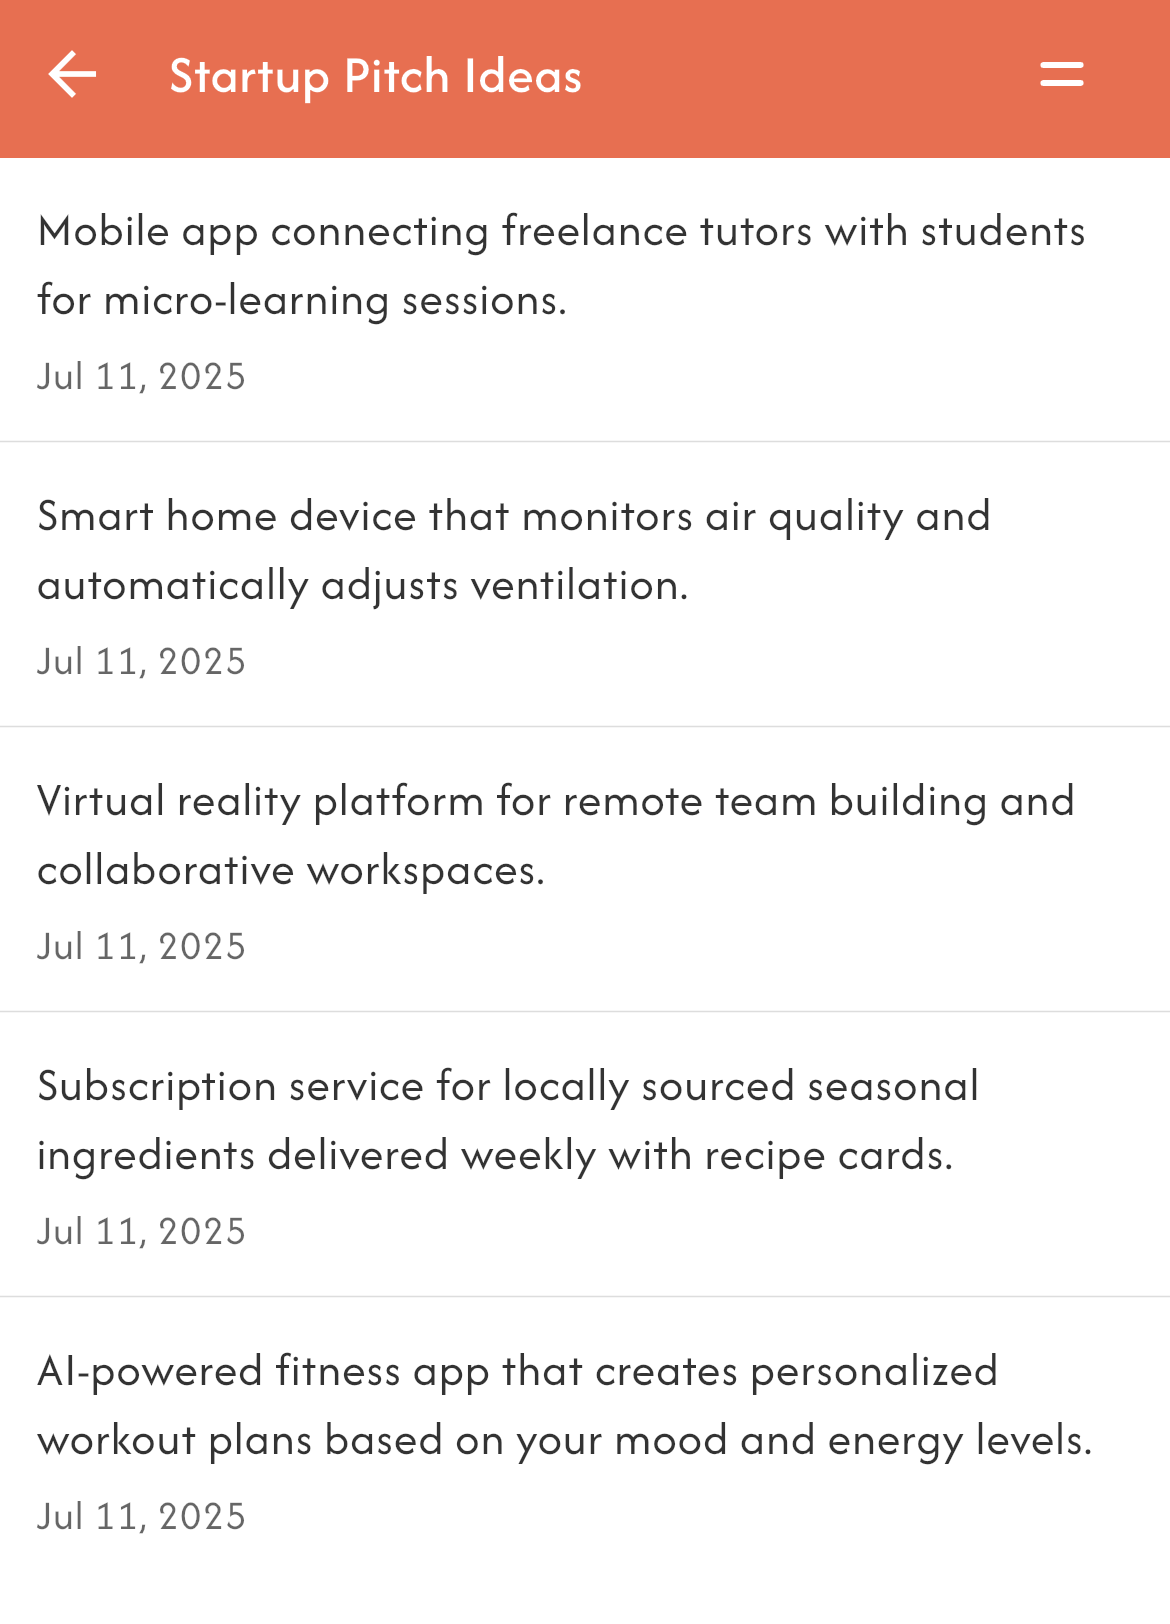 Startup Pitch Ideas
Mobile app connecting freelance tutors with students
for micro-learning sessions.
Jul 11, 2025
Smart home device that monitors air quality and
automatically adjusts ventilation.
Jul 11, 2025
Virtual reality platform for remote team building and
collaborative workspaces.
Jul 11, 2025
Subscription service for locally sourced seasonal
ingredients delivered weekly with recipe cards.
Jul 11, 2025
AI-powered fitness app that creates personalized
workout plans based on your mood and energy levels.
Jul 11, 2025